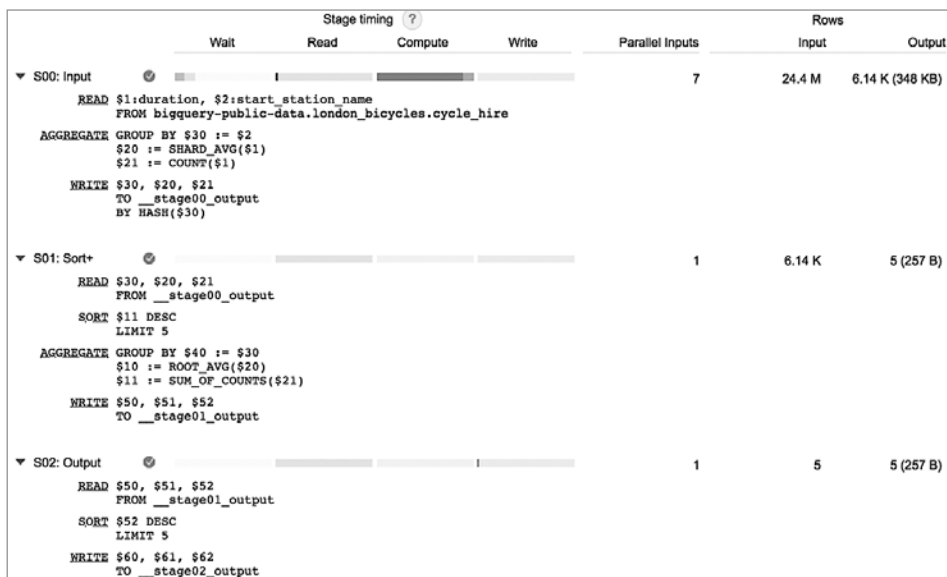 Stage timing ? Rows
Wait Read Compute Write Parallel Inputs Input Output
S00: Input 7 24.4 M 6.14 K (348 KB)
READ $1:duration, $2:start_station_name
FROM bigquery-public-data.london_bicycles.cycle_hire
AGGREGATE GROUP BY $30 := $2
$20 := SHARD_AVG($1)
$21 := COUNT($1)
WRITE $30, $20, $21
TO __stage00_output
BY HASH($30)
S01: Sort+ 1 6.14 K 5 (257 B)
READ $30, $20, $21
FROM __stage00_output
SORT $11 DESC
LIMIT 5
AGGREGATE GROUP BY $40 := $30
$10 := ROOT_AVG($20)
$11 := SUM_OF_COUNTS($21)
WRITE $50, $51, $52
TO __stage01_output
S02: Output 1 5 5 (257 B)
READ $50, $51, $52
FROM __stage01_output
SORT $52 DESC
LIMIT 5
WRITE $60, $61, $62
TO __stage02_output